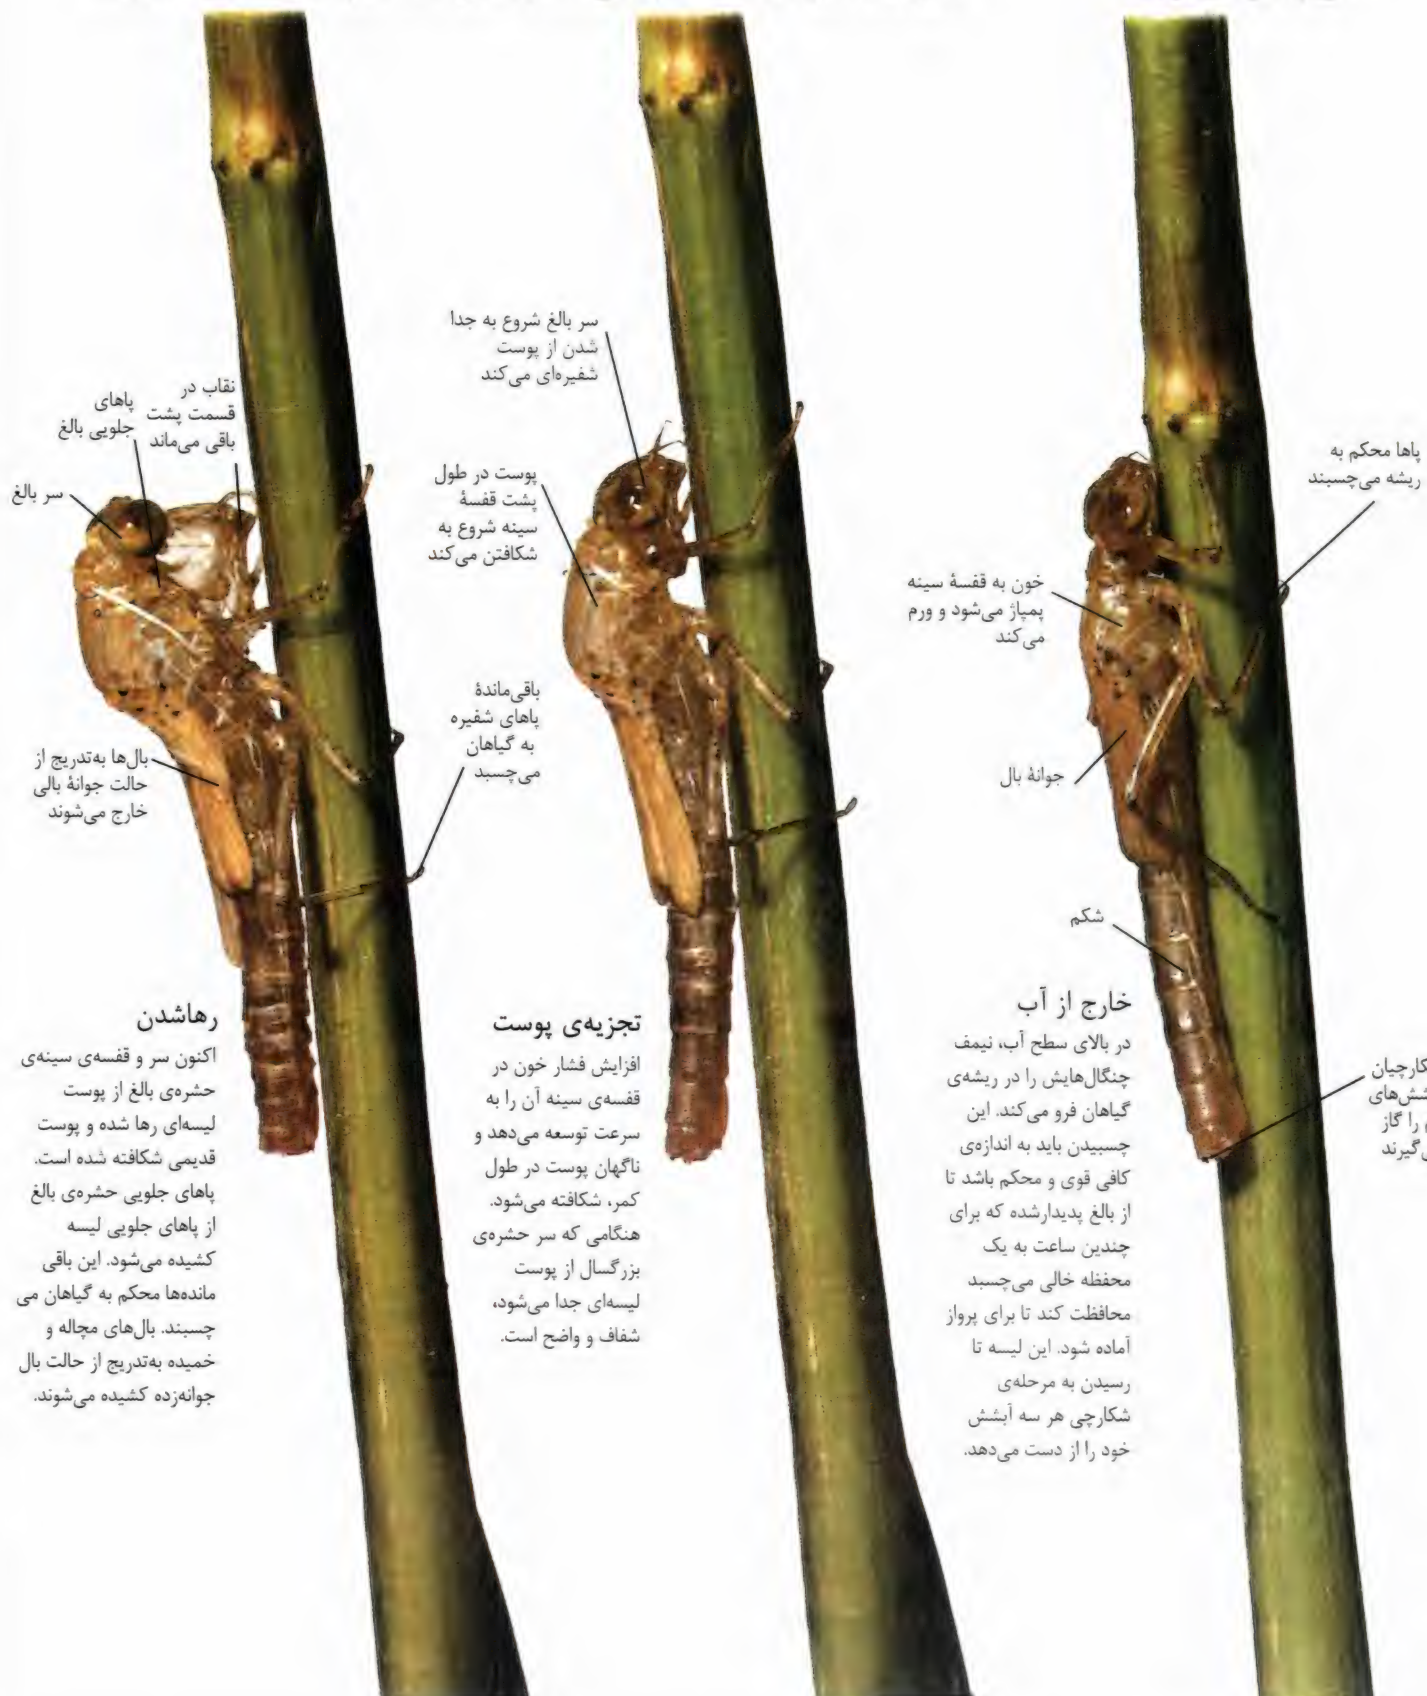 پاها محکم به
ریشه می‌چسبند
خون به قفسهٔ سینه
پمپاژ می‌شود و ورم
می‌کند
جوانهٔ بال
شکم
را گاز
خارج از آب
در بالای سطح آب، نیمف
چنگال‌هایش را در ریشه‌ی
گیاهان فرو می‌کند. این
چسبیدن باید به اندازه‌ی
کافی قوی و محکم باشد تا
از بالغ پدیدارشده که برای
چندین ساعت به یک
محفظه خالی می‌چسبد
محافظت کند تا برای پرواز
آماده شود. این لیسه تا
رسیدن به مرحله‌ی
شکارچی هر سه آبشش
خود را از دست می‌دهد.
سر بالغ شروع به جدا
شدن از پوست
شفیره‌ای می‌کند
پوست در طول
پشت قفسهٔ
سینه شروع به
شکافتن می‌کند
باقی‌ماندهٔ
پاهای شفیره
به گیاهان
می‌چسبد
تجزیه‌ی پوست
افزایش فشار خون در
قفسه‌ی سینه آن را به
سرعت توسعه می‌دهد و
ناگهان پوست در طول
کمر، شکافته می‌شود.
هنگامی که سر حشره‌ی
بزرگسال از پوست
لیسه‌ای جدا می‌شود،
شفاف و واضح است.
نقاب در
قسمت پشت
باقی می‌ماند
پاهای
جلویی بالغ
سر بالغ
بال‌ها به‌تدریج از
حالت جوانهٔ بالی
خارج می‌شوند
رهاشدن
اکنون سر و قفسه‌ی سینه‌ی
حشره‌ی بالغ از پوست
لیسه‌ای رها شده و پوست
قدیمی شکافته شده است.
پاهای جلویی حشره‌ی بالغ
از پاهای جلویی لیسه
کشیده می‌شود. این باقی
مانده‌ها محکم به گیاهان می
چسبند. بال‌های مچاله و
خمیده به‌تدریج از حالت بال
جوانه‌زده کشیده می‌شوند.